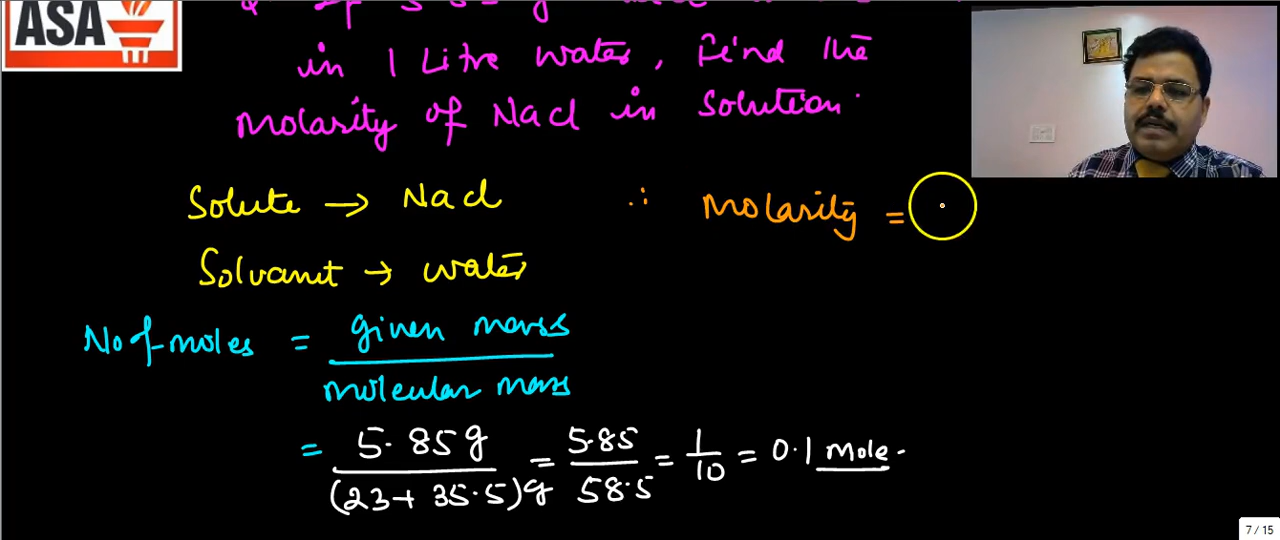 ASA
in 1 Litre water, Find the
Molarity of NaCl in Solution.
Solute → NaCl
∴ Molarity =
Solvanut → water
No of moles = given mass / molecular mass
= 5.85g / (23 + 35.5)g = 5.85 / 58.5 = 1 / 10 = 0.1 mole.
7 / 15